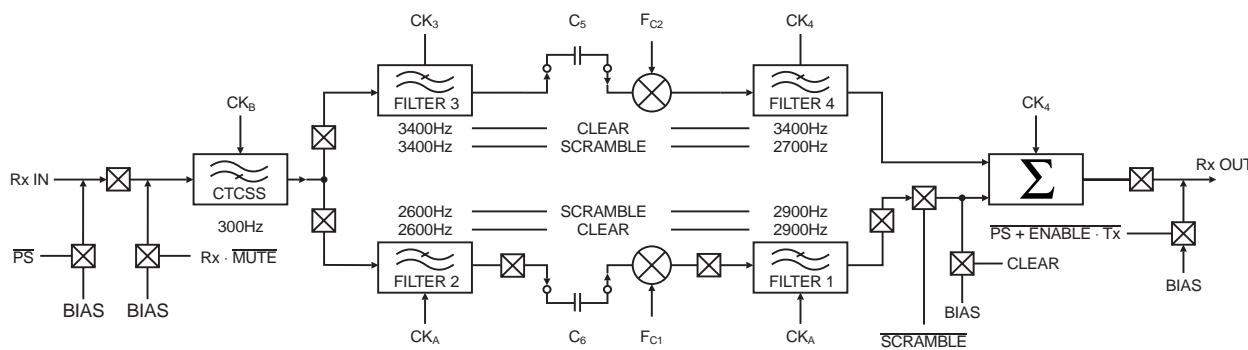 CK3 C5 FC2 CK4
FILTER 3 FILTER 4
CKB
3400Hz CLEAR 3400Hz
3400Hz SCRAMBLE 2700Hz
CK4
Rx IN
CTCSS
Σ
Rx OUT
300Hz
2600Hz SCRAMBLE 2900Hz
2600Hz CLEAR 2900Hz
PS
Rx · MUTE
PS + ENABLE · Tx
CLEAR
FILTER 2 FILTER 1
BIAS BIAS
BIAS
BIAS
CKA C6 FC1 CKA
SCRAMBLE